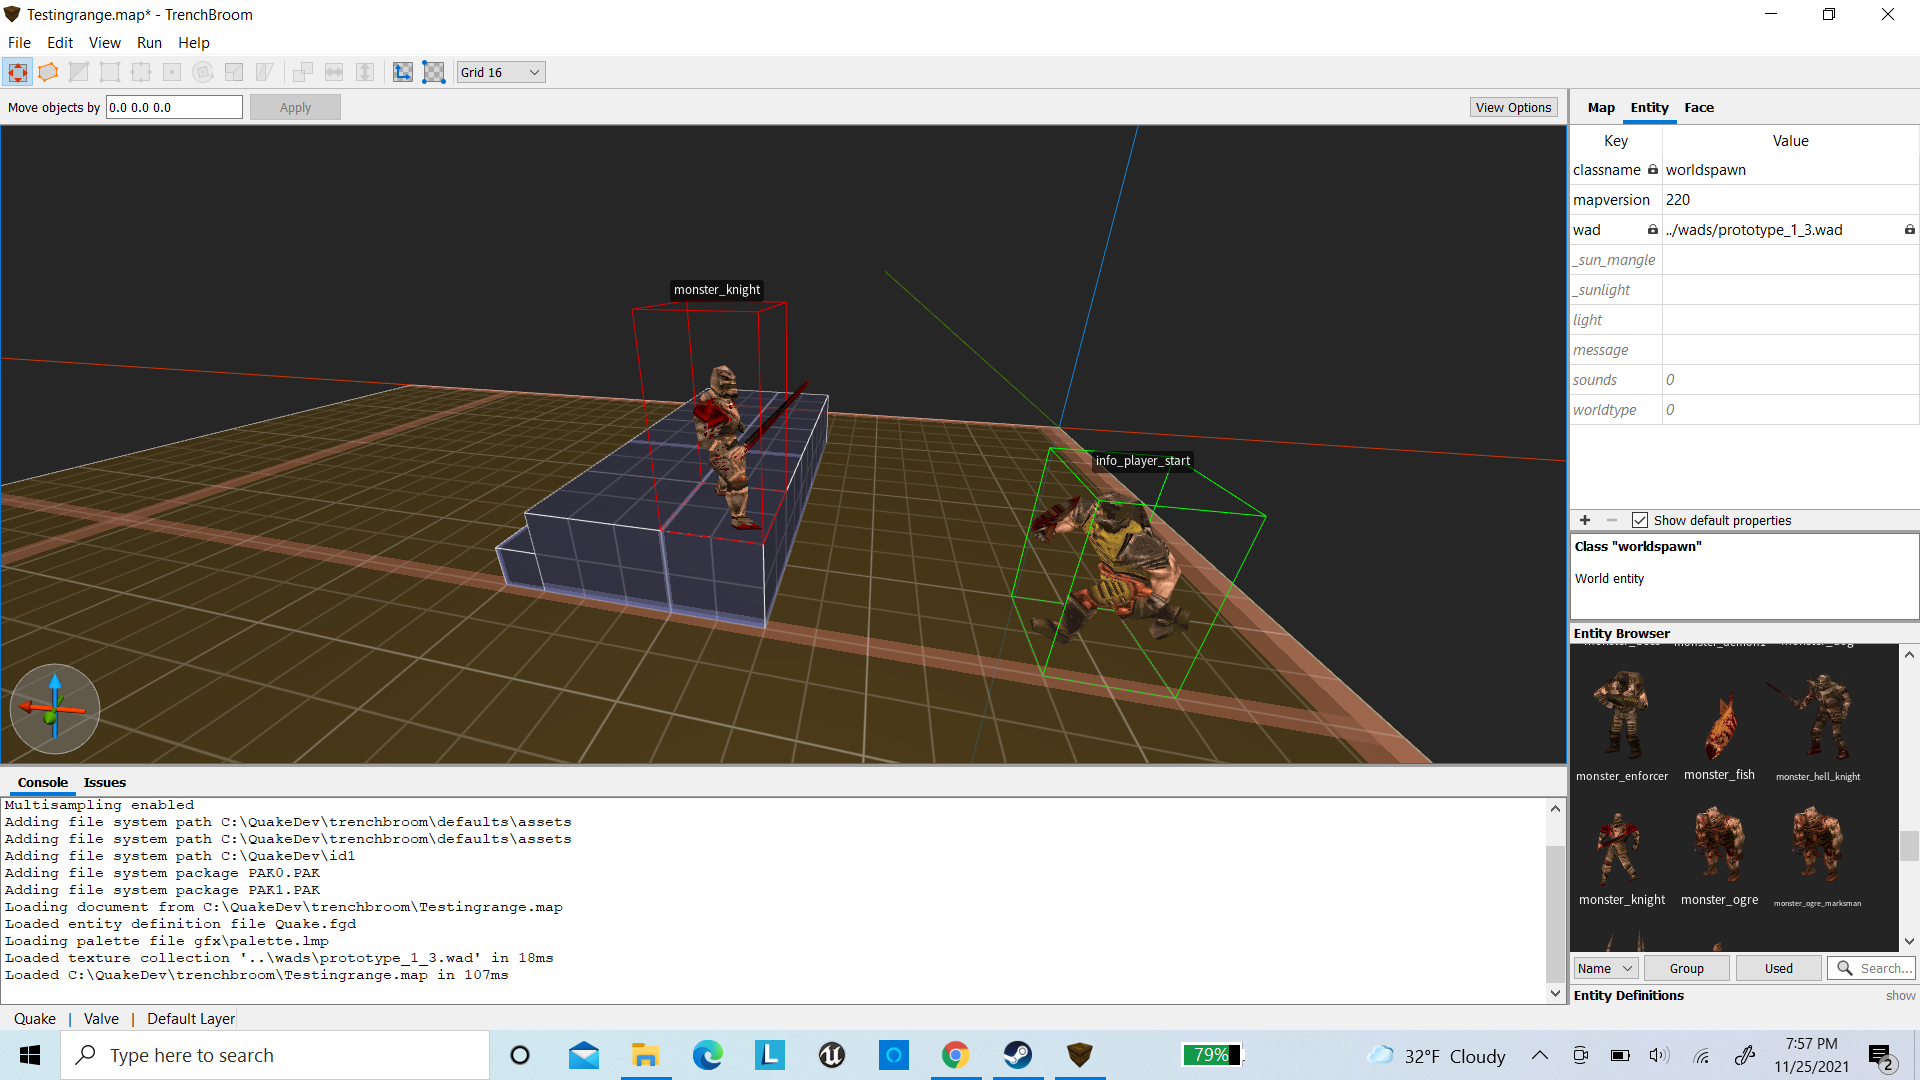 Testingrange.map* - TrenchBroom
File Edit View Run Help
Grid 16
Move objects by 0.0 0.0 0.0 Apply View Options
Map Entity Face
Key Value
classname worldspawn
mapversion 220
wad ../wads/prototype_1_3.wad
_sun_mangle
_sunlight
light
message
sounds 0
worldtype 0
monster_knight
info_player_start
Show default properties
Class "worldspawn"
World entity
Entity Browser
monster_boss monster_demon1 monster_dog
monster_enforcer monster_fish monster_hell_knight
monster_knight monster_ogre monster_ogre_marksman
Name Group Used Search...
Entity Definitions show
Console Issues
Multisampling enabled
Adding file system path C:\QuakeDev\trenchbroom\defaults\assets
Adding file system path C:\QuakeDev\trenchbroom\defaults\assets
Adding file system path C:\QuakeDev\id1
Adding file system package PAK0.PAK
Adding file system package PAK1.PAK
Loading document from C:\QuakeDev\trenchbroom\Testingrange.map
Loaded entity definition file Quake.fgd
Loading palette file gfx\palette.lmp
Loaded texture collection '..\wads\prototype_1_3.wad' in 18ms
Loaded C:\QuakeDev\trenchbroom\Testingrange.map in 107ms
Quake | Valve | Default Layer
Type here to search
L
79%
32°F Cloudy
7:57 PM
11/25/2021
2